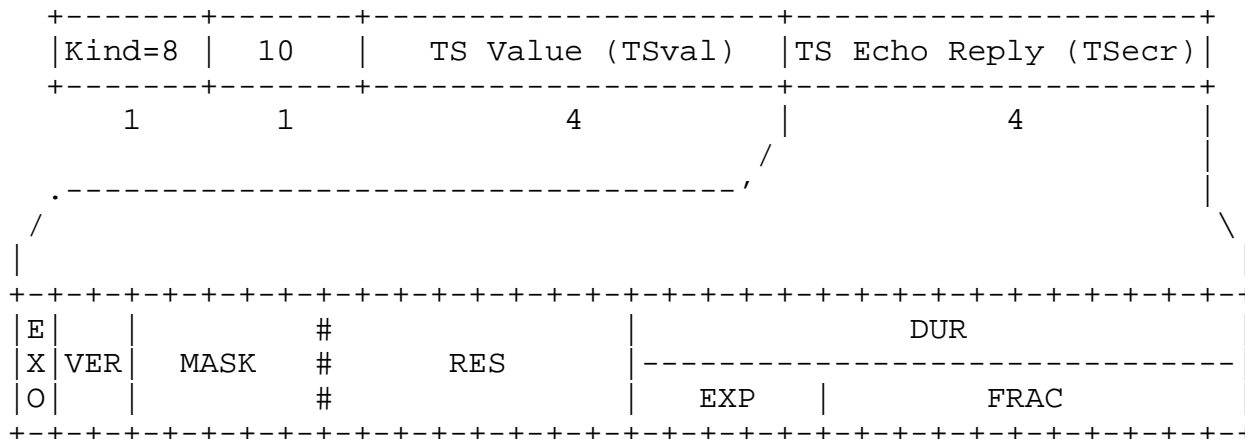 Kind=8 10 TS Value (TSval) TS Echo Reply (TSecr)
1 1 4 4
E # DUR
X VER MASK # RES
O # EXP FRAC